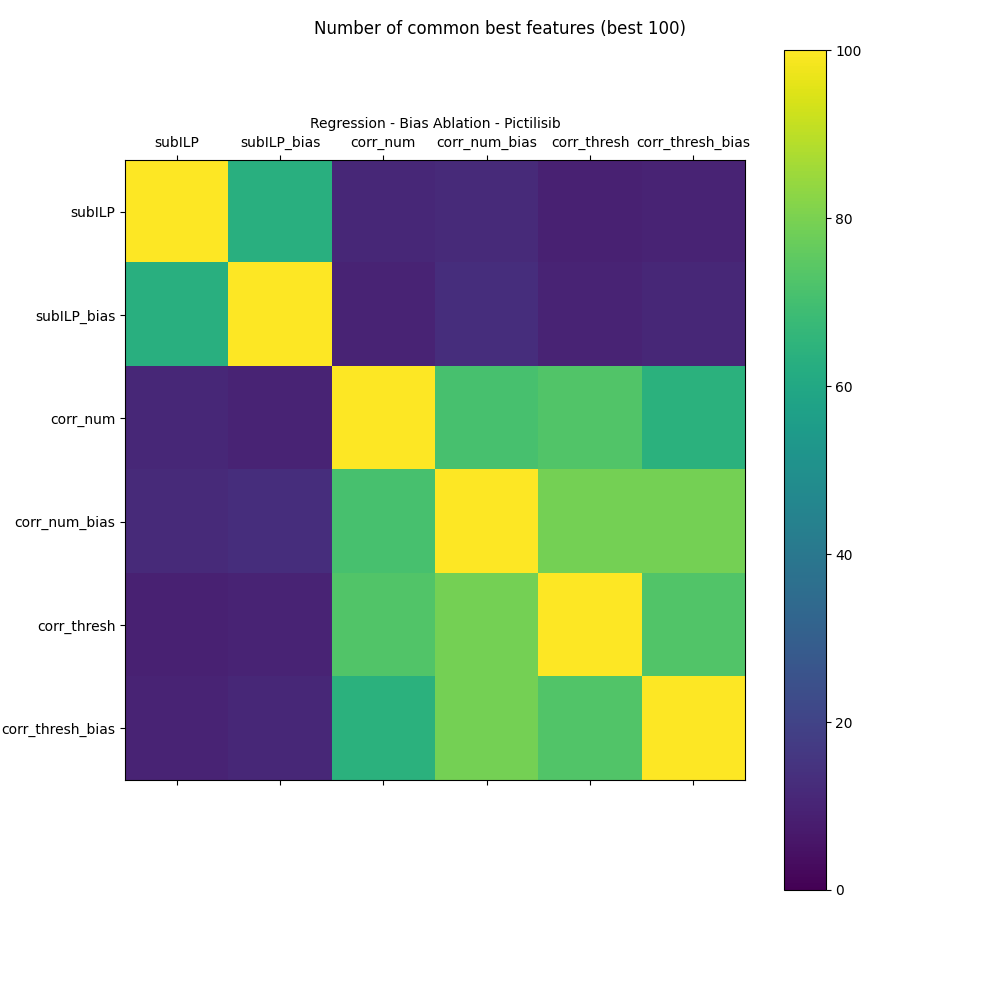 Number of common best features (best 100)
Regression - Bias Ablation - Pictilisib
subILP subILP_bias corr_num corr_num_bias corr_thresh corr_thresh_bias
subILP
subILP_bias
corr_num
corr_num_bias
corr_thresh
corr_thresh_bias
100
80
60
40
20
0